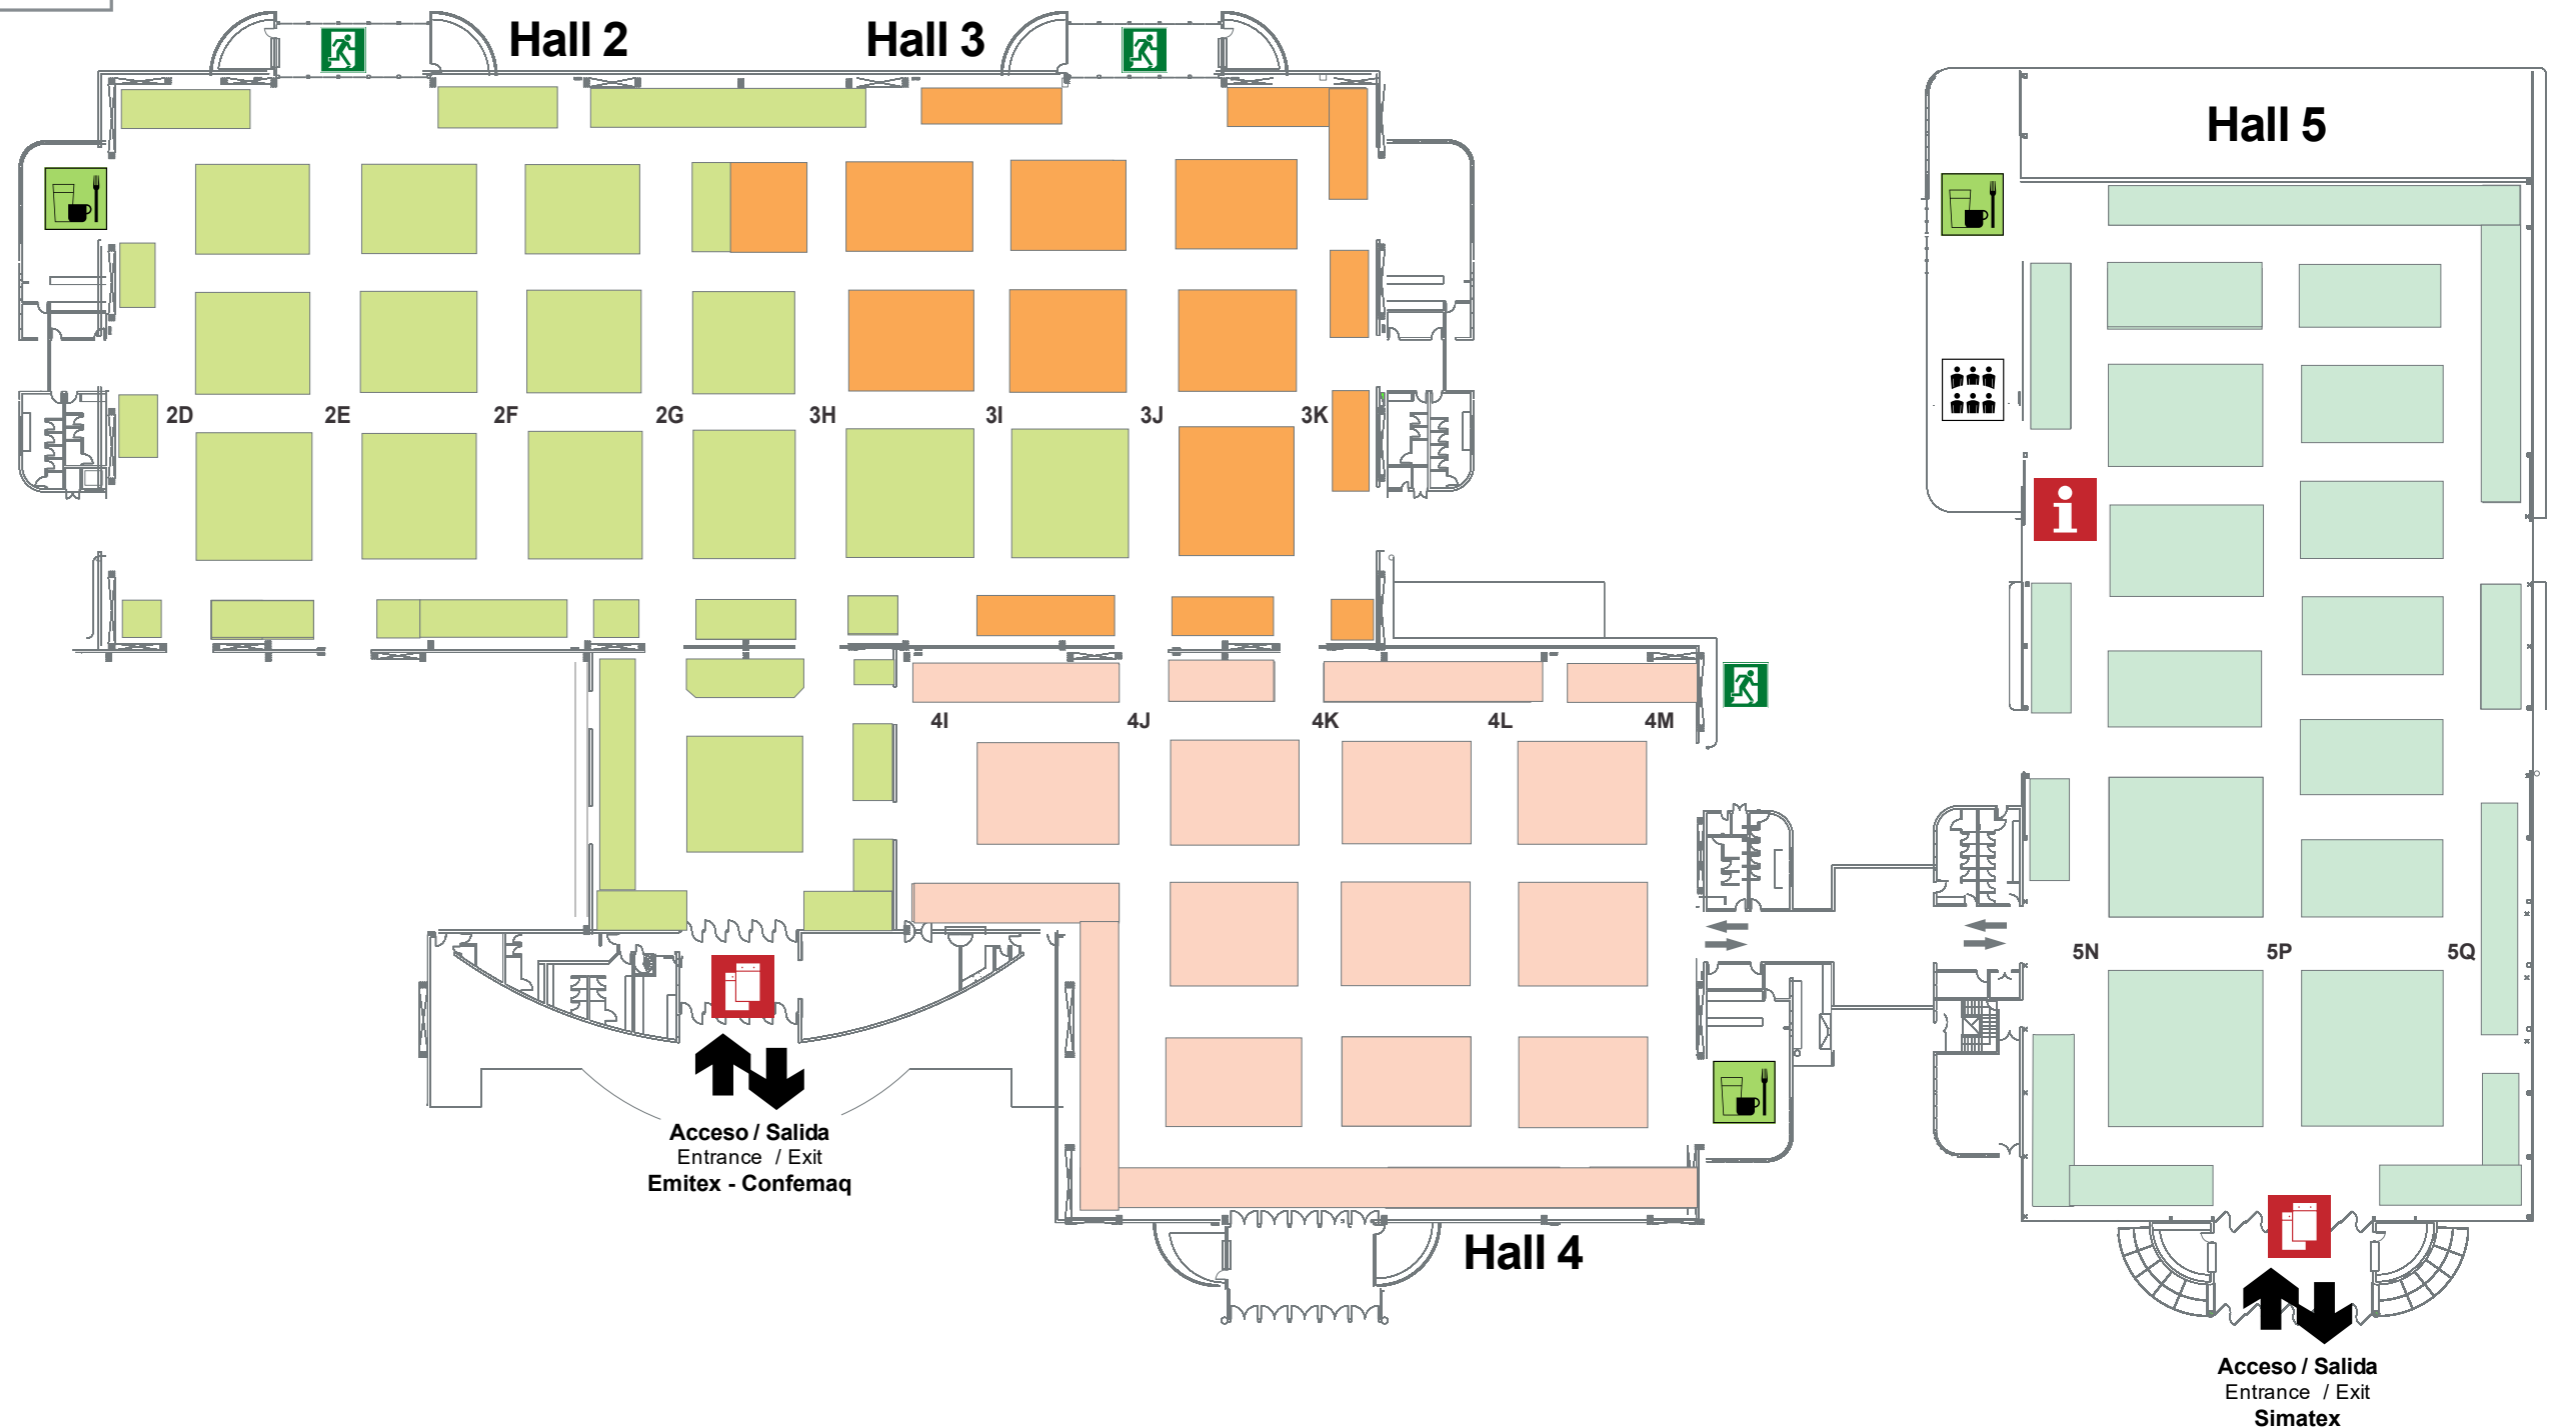 Hall 2
Hall 3
Hall 5
2D
2E
2F
2G
3H
3I
3J
3K
i
4I
4J
4K
4L
4M
5N
5P
5Q
Acceso / Salida
Entrance / Exit
Emitex - Confemaq
Hall 4
Acceso / Salida
Entrance / Exit
Simatex